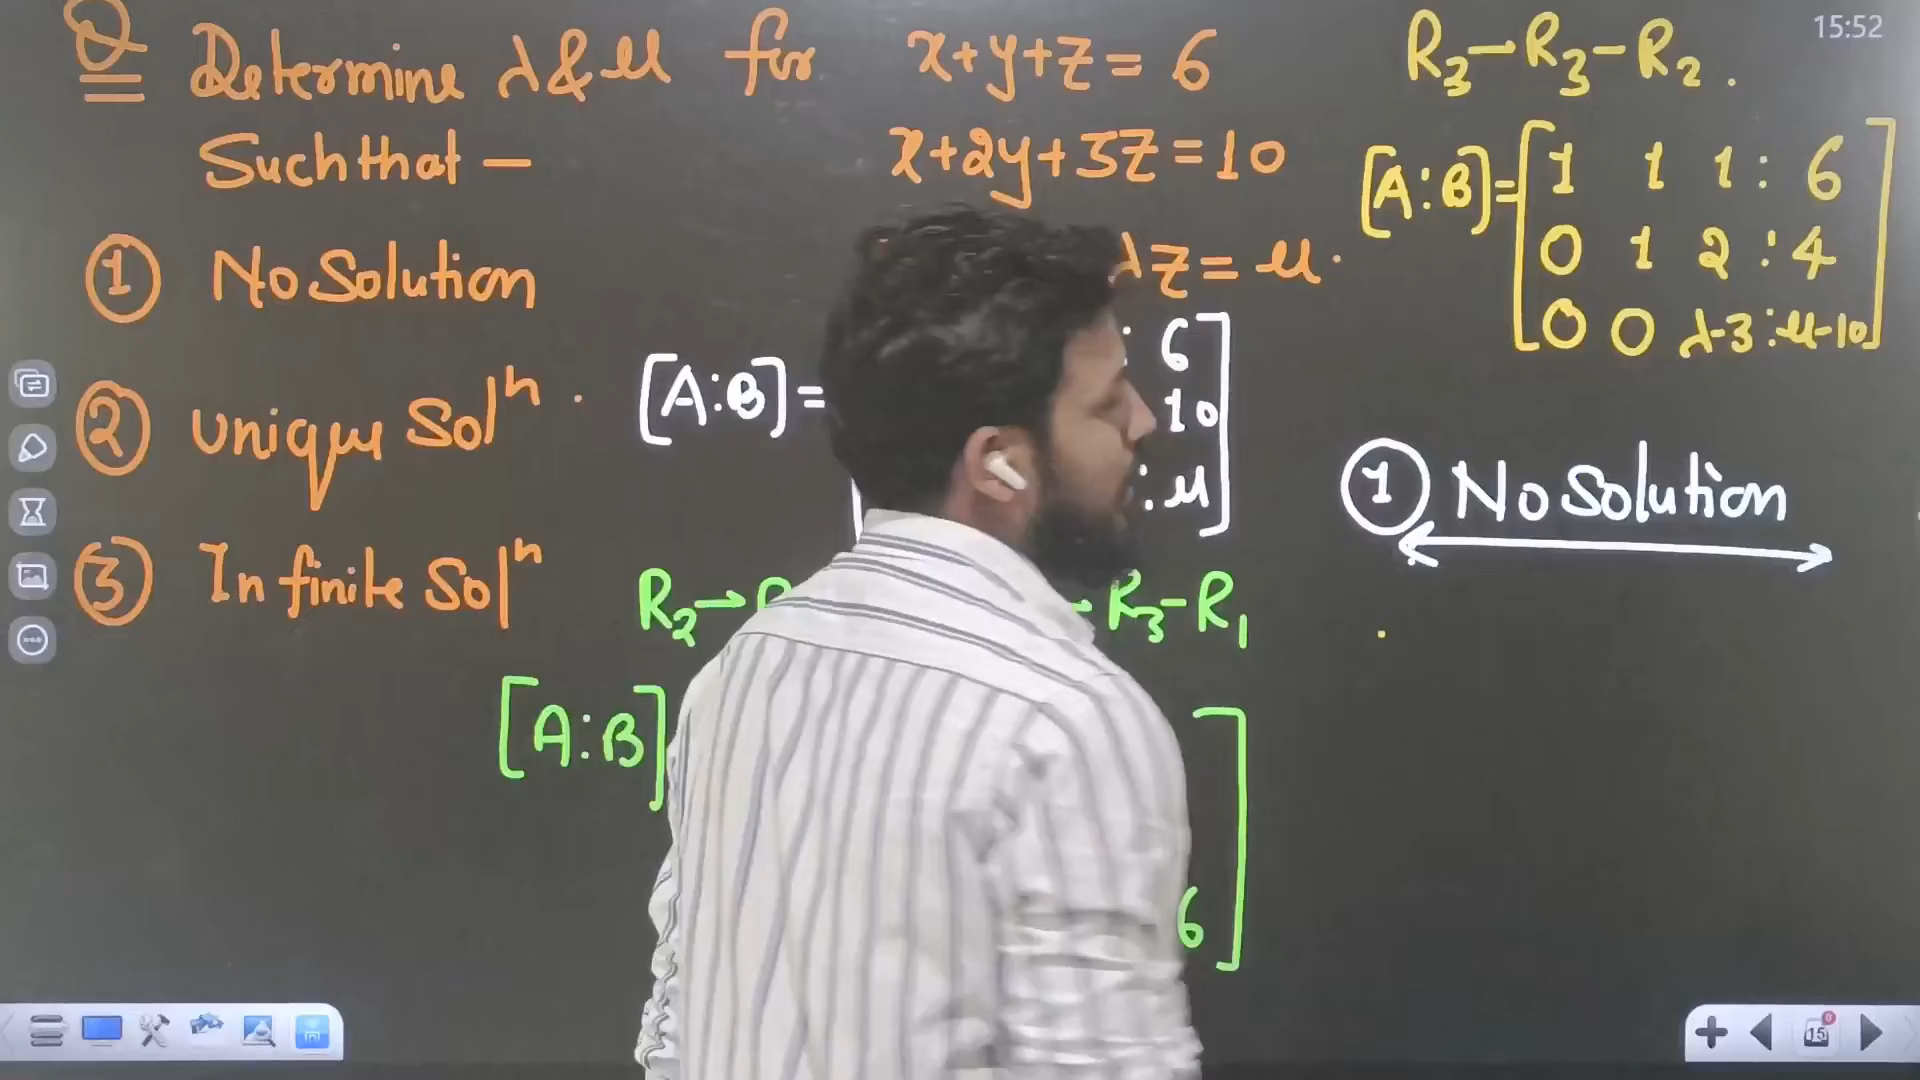 Q Determine λ & μ for x+y+z = 6
Such that – x+2y+3z = 10
λz = μ.
① No Solution
② unique Solⁿ.
③ Infinite Solⁿ
[A:B] =
: 6
10
: μ
R₂→
R₃-R₁
[A:B]
6
R₃→R₃-R₂.
[A:B] = [1 1 1 : 6
0 1 2 : 4
0 0 λ-3 : μ-10]
① No Solution
15:52
15